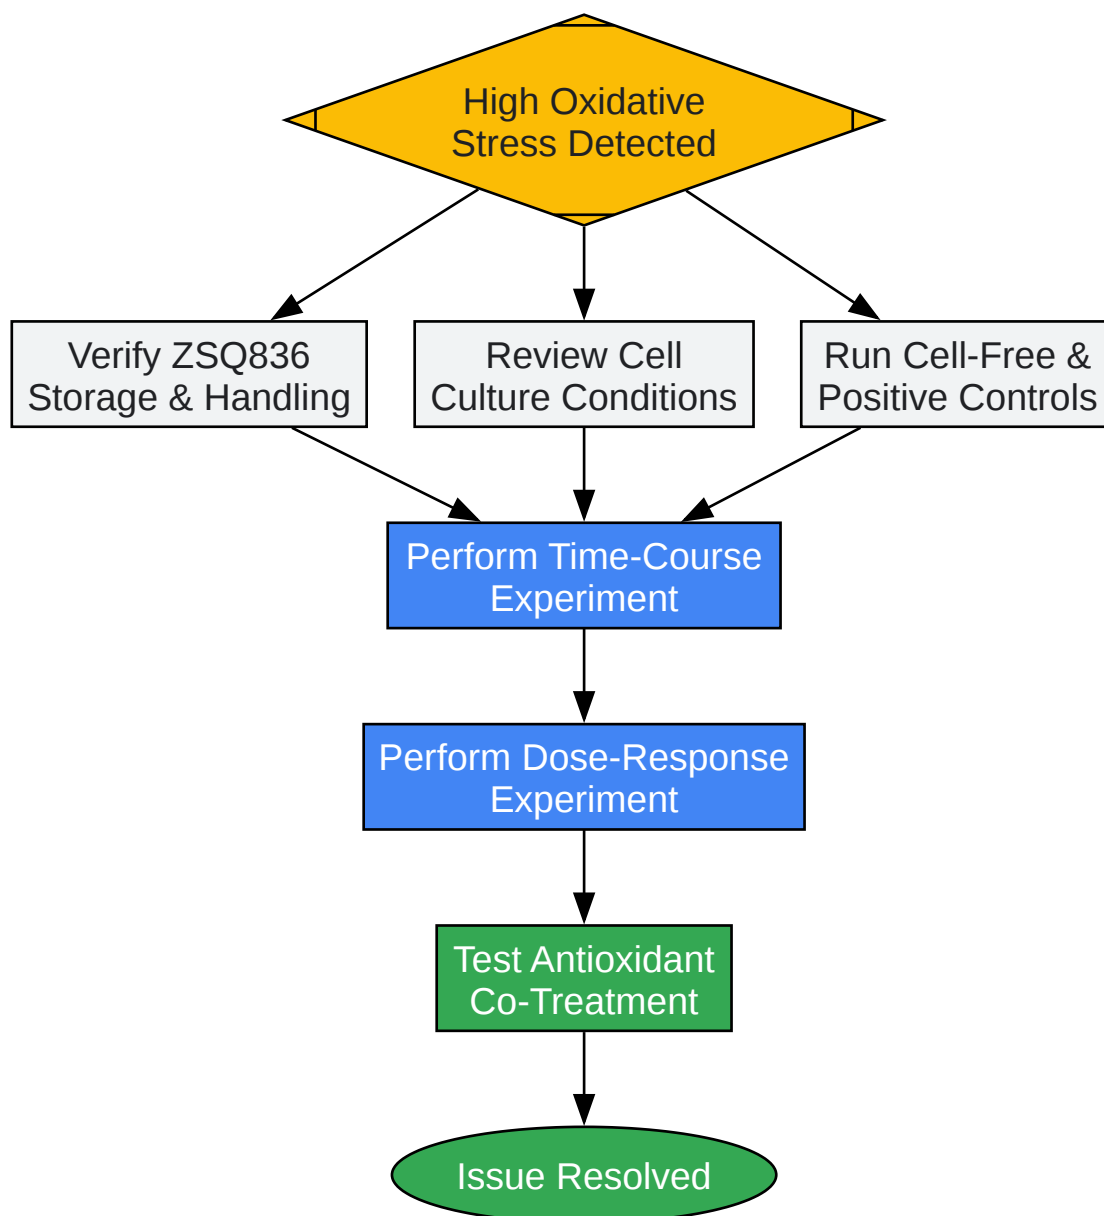 High Oxidative
Stress Detected
Verify ZSQ836
Storage & Handling
Review Cell
Culture Conditions
Run Cell-Free &
Positive Controls
Perform Time-Course
Experiment
Perform Dose-Response
Experiment
Test Antioxidant
Co-Treatment
Issue Resolved